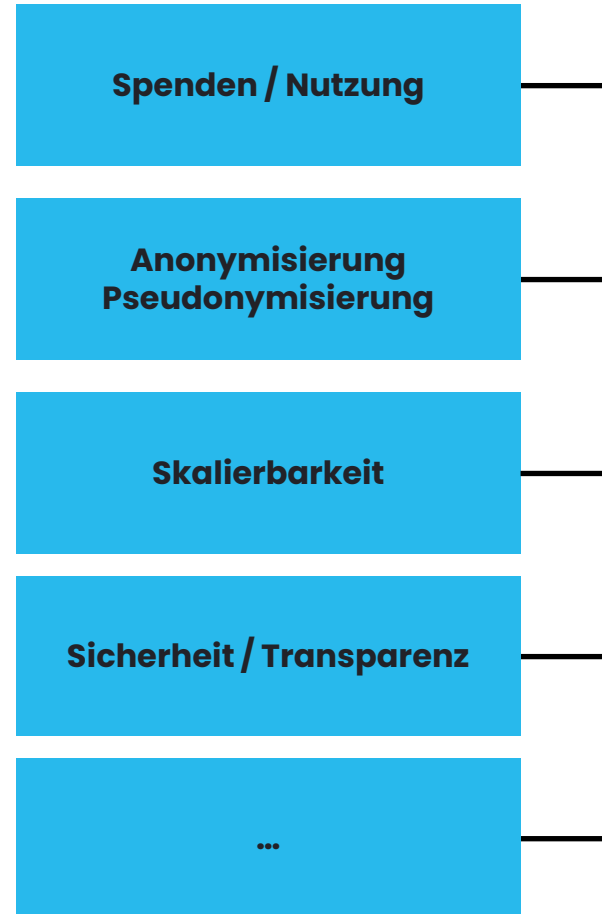 Spenden / Nutzung
Anonymisierung
Pseudonymisierung
Skalierbarkeit
Sicherheit / Transparenz
...